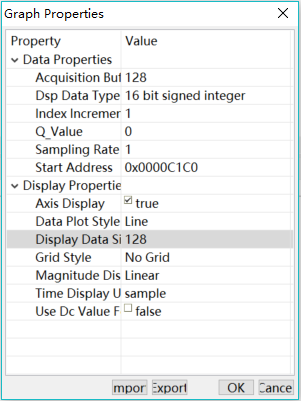 Graph Properties
Property Value
Data Properties
Acquisition Buf 128
Dsp Data Type 16 bit signed integer
Index Incremer 1
Q_Value 0
Sampling Rate 1
Start Address 0x0000C1C0
Display Propertie
Axis Display true
Data Plot Style Line
Display Data Si 128
Grid Style No Grid
Magnitude Dis Linear
Time Display U sample
Use Dc Value F false
Impor Export OK Cance